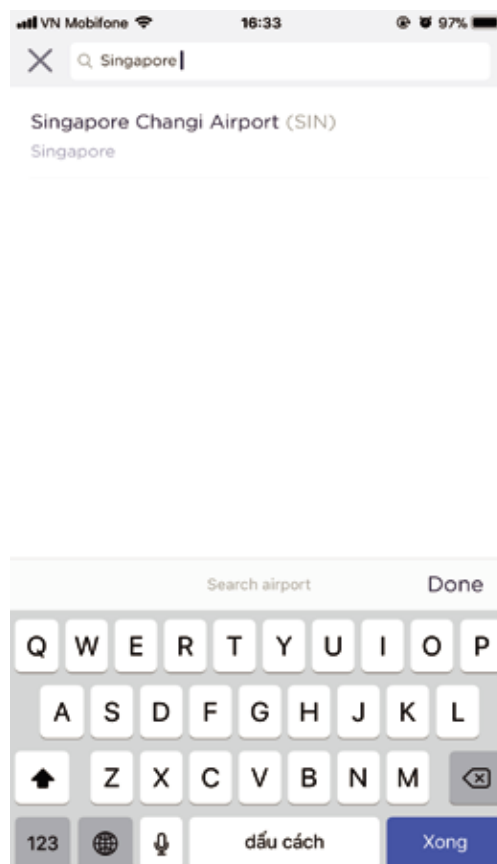 VN Mobifone 16:33 97%
Singapore
Singapore Changi Airport (SIN)
Singapore
Search airport Done
Q W E R T Y U I O P
A S D F G H J K L
Z X C V B N M
123 dấu cách Xong